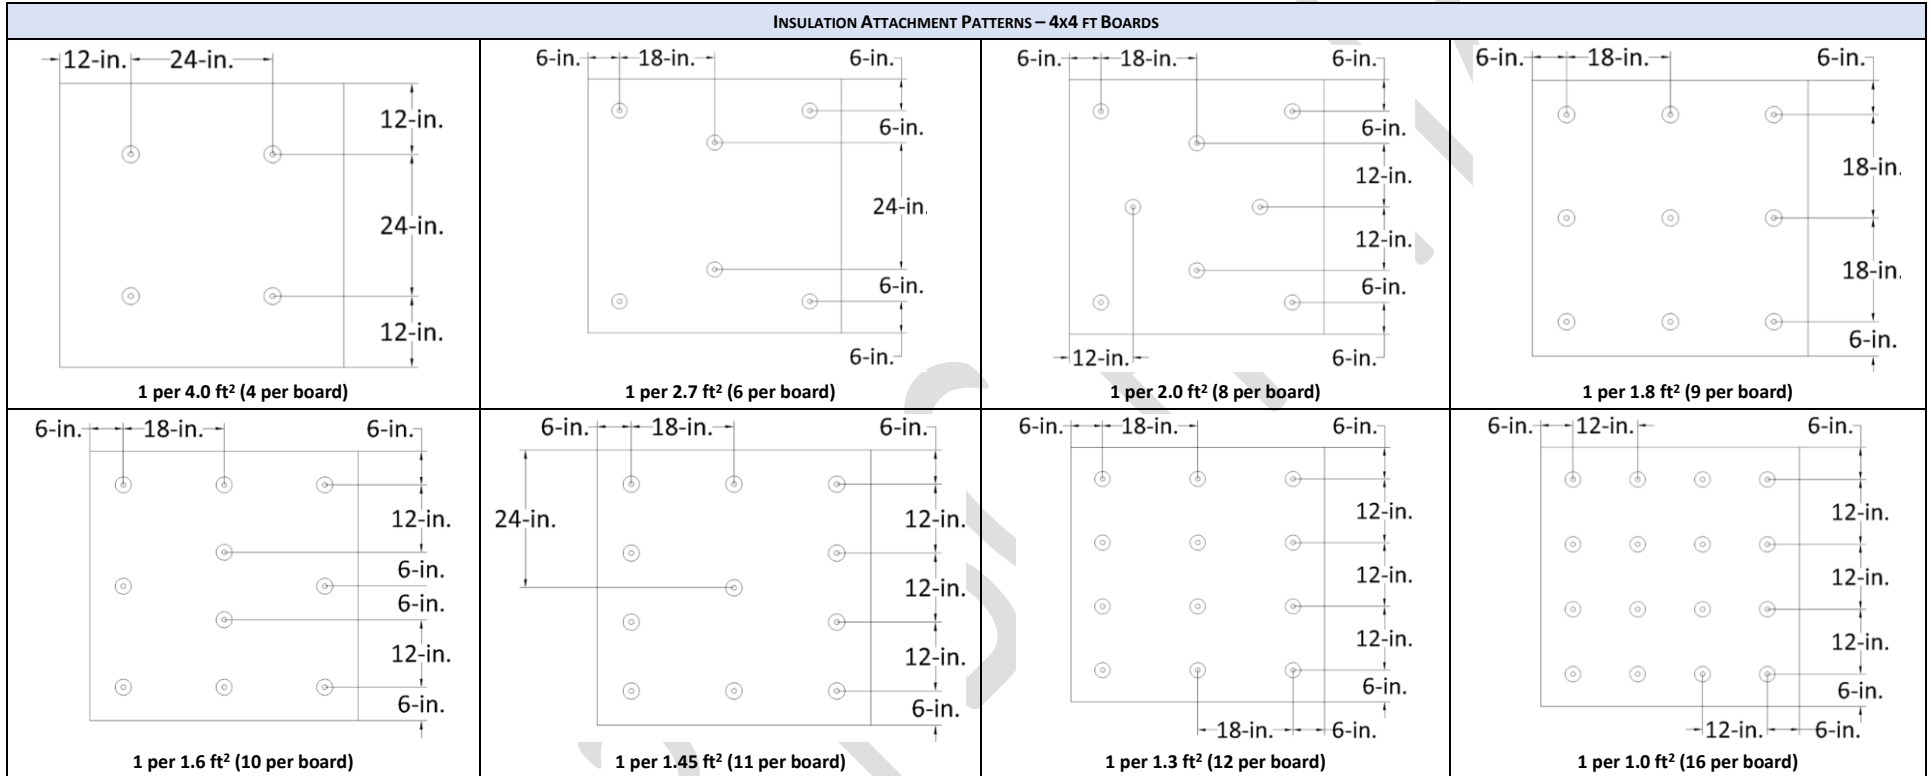 INSULATION ATTACHMENT PATTERNS – 4X4 FT BOARDS
12-in. 24-in.
12-in.
24-in.
12-in.
1 per 4.0 ft² (4 per board)
6-in. 18-in. 6-in.
6-in.
24-in.
6-in.
6-in.
1 per 2.7 ft² (6 per board)
6-in. 18-in. 6-in.
6-in.
12-in.
12-in.
6-in.
12-in. 6-in.
1 per 2.0 ft² (8 per board)
6-in. 18-in. 6-in.
18-in.
18-in.
6-in.
1 per 1.8 ft² (9 per board)
6-in. 18-in. 6-in.
12-in.
6-in.
6-in.
12-in.
6-in.
1 per 1.6 ft² (10 per board)
6-in. 18-in. 6-in.
24-in. 12-in.
12-in.
12-in.
6-in.
1 per 1.45 ft² (11 per board)
6-in. 18-in. 6-in.
12-in.
12-in.
12-in.
6-in.
18-in. 6-in.
1 per 1.3 ft² (12 per board)
6-in. 12-in. 6-in.
12-in.
12-in.
12-in.
6-in.
12-in. 6-in.
1 per 1.0 ft² (16 per board)